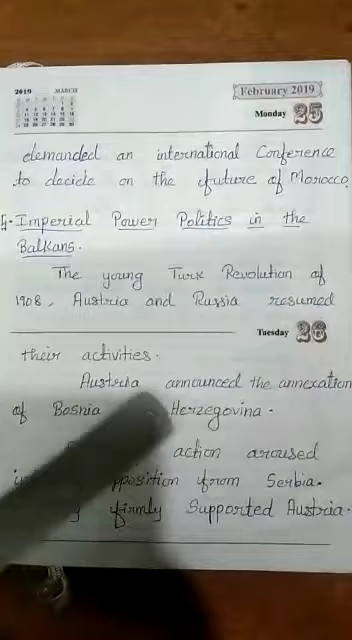 2019 MARCH
February 2019
Monday 25
demanded an international Conference
to decide on the future of Morocco.
Imperial Power Politics in the
Balkans.
The young Turk Revolution of
1908, Austria and Russia resumed
Tuesday 26
their activities.
Austria announced the annexation
of Bosnia Herzegovina.
action aroused
opposition from Serbia.
firmly Supported Austria.